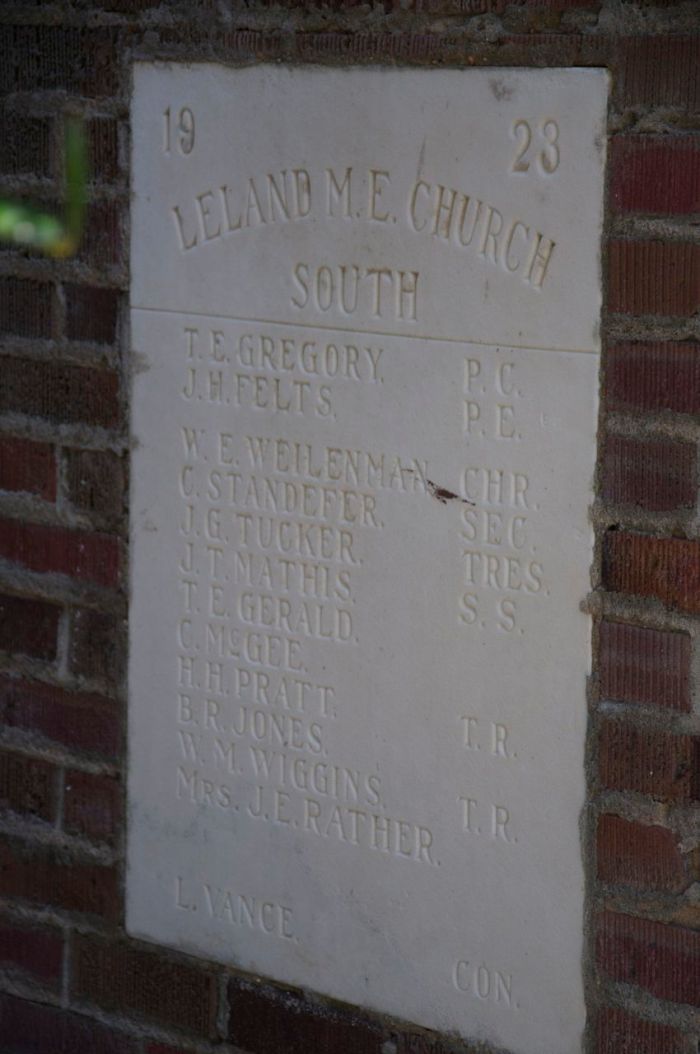 19 23
LELAND M.E. CHURCH
SOUTH
T. E. GREGORY. P. C.
J. H. FELTS. P. E.
W. E. WEILENMAN CHR.
C. STANDEFER. SEC.
J. G. TUCKER. TRES.
J. T. MATHIS. S. S.
T. E. GERALD.
C. McGEE.
H. H. PRATT. T. R.
B. R. JONES.
W. M. WIGGINS. T. R.
MRS. J. E. RATHER.
L. VANCE. CON.